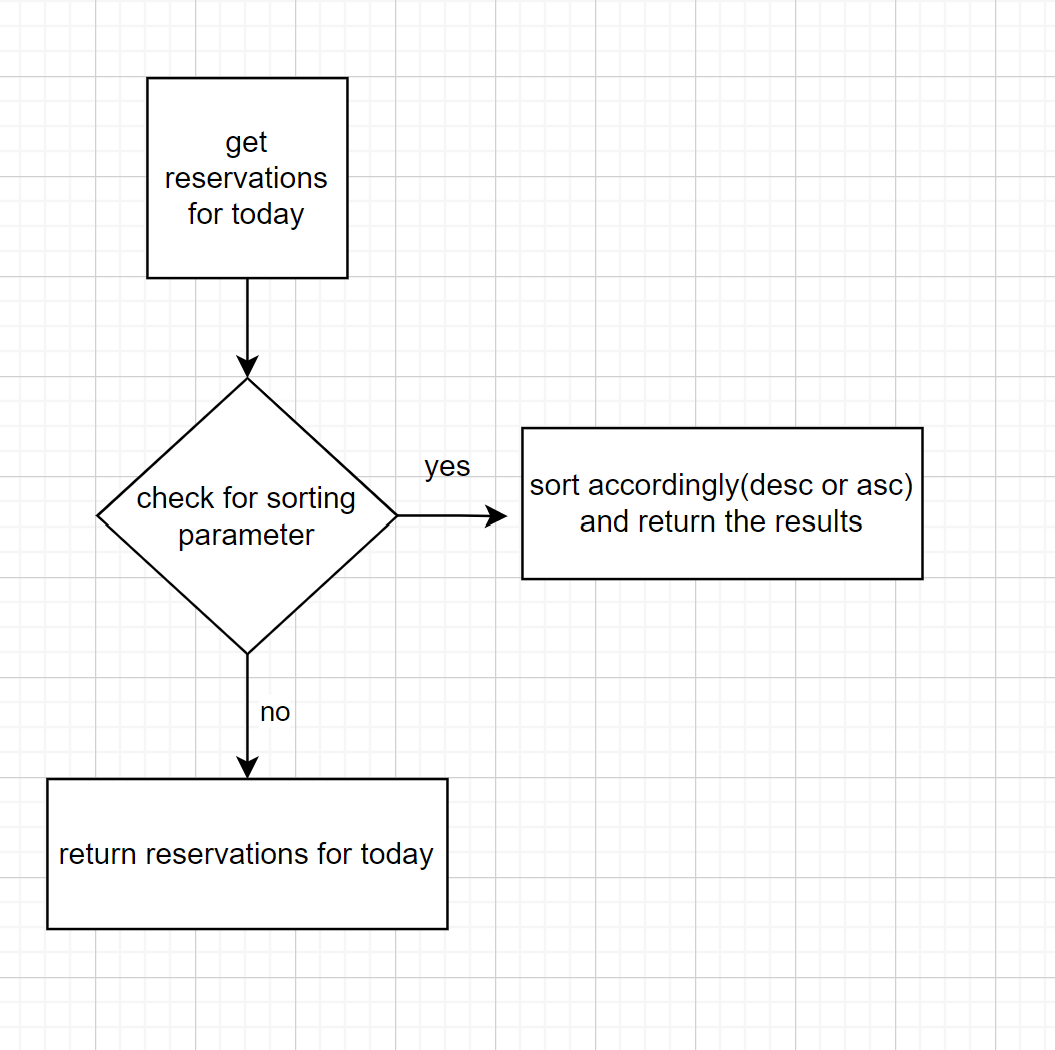 get
reservations
for today
check for sorting
parameter
yes
sort accordingly(desc or asc)
and return the results
no
return reservations for today